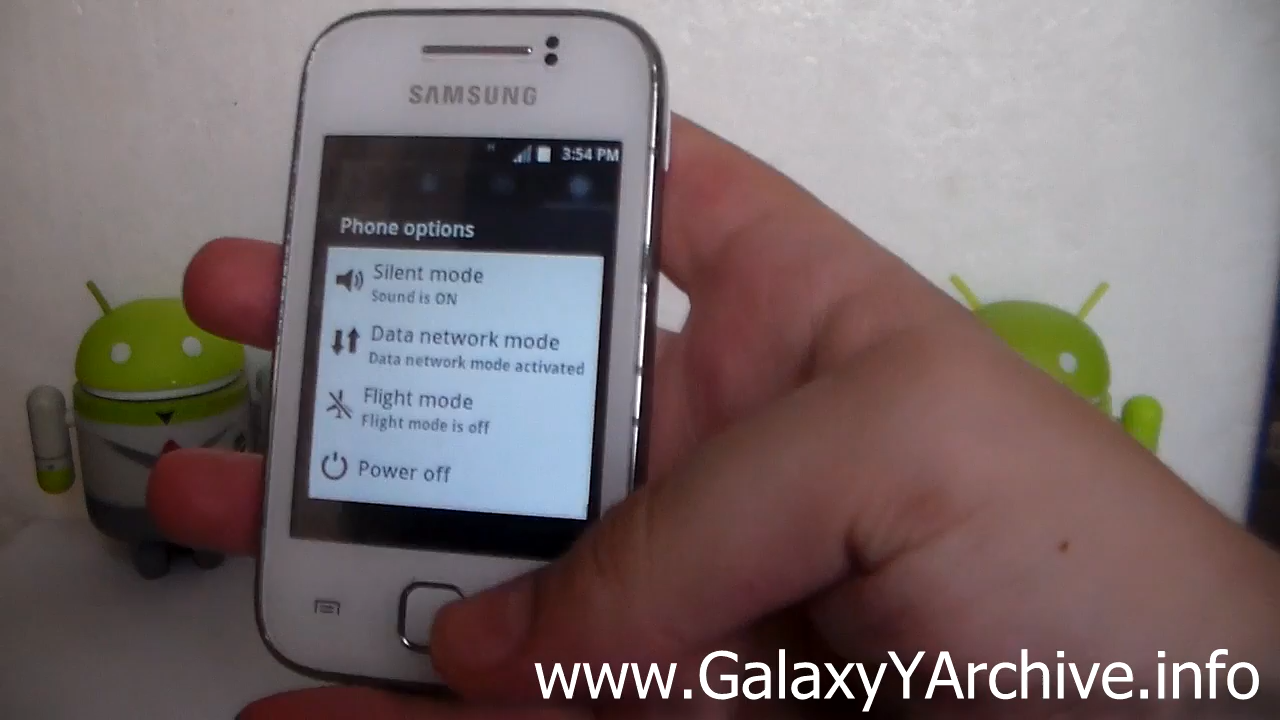 SAMSUNG
3:54 PM
Phone options
Silent mode
Sound is ON
Data network mode
Data network mode activated
Flight mode
Flight mode is off
Power off
www.GalaxyYArchive.info